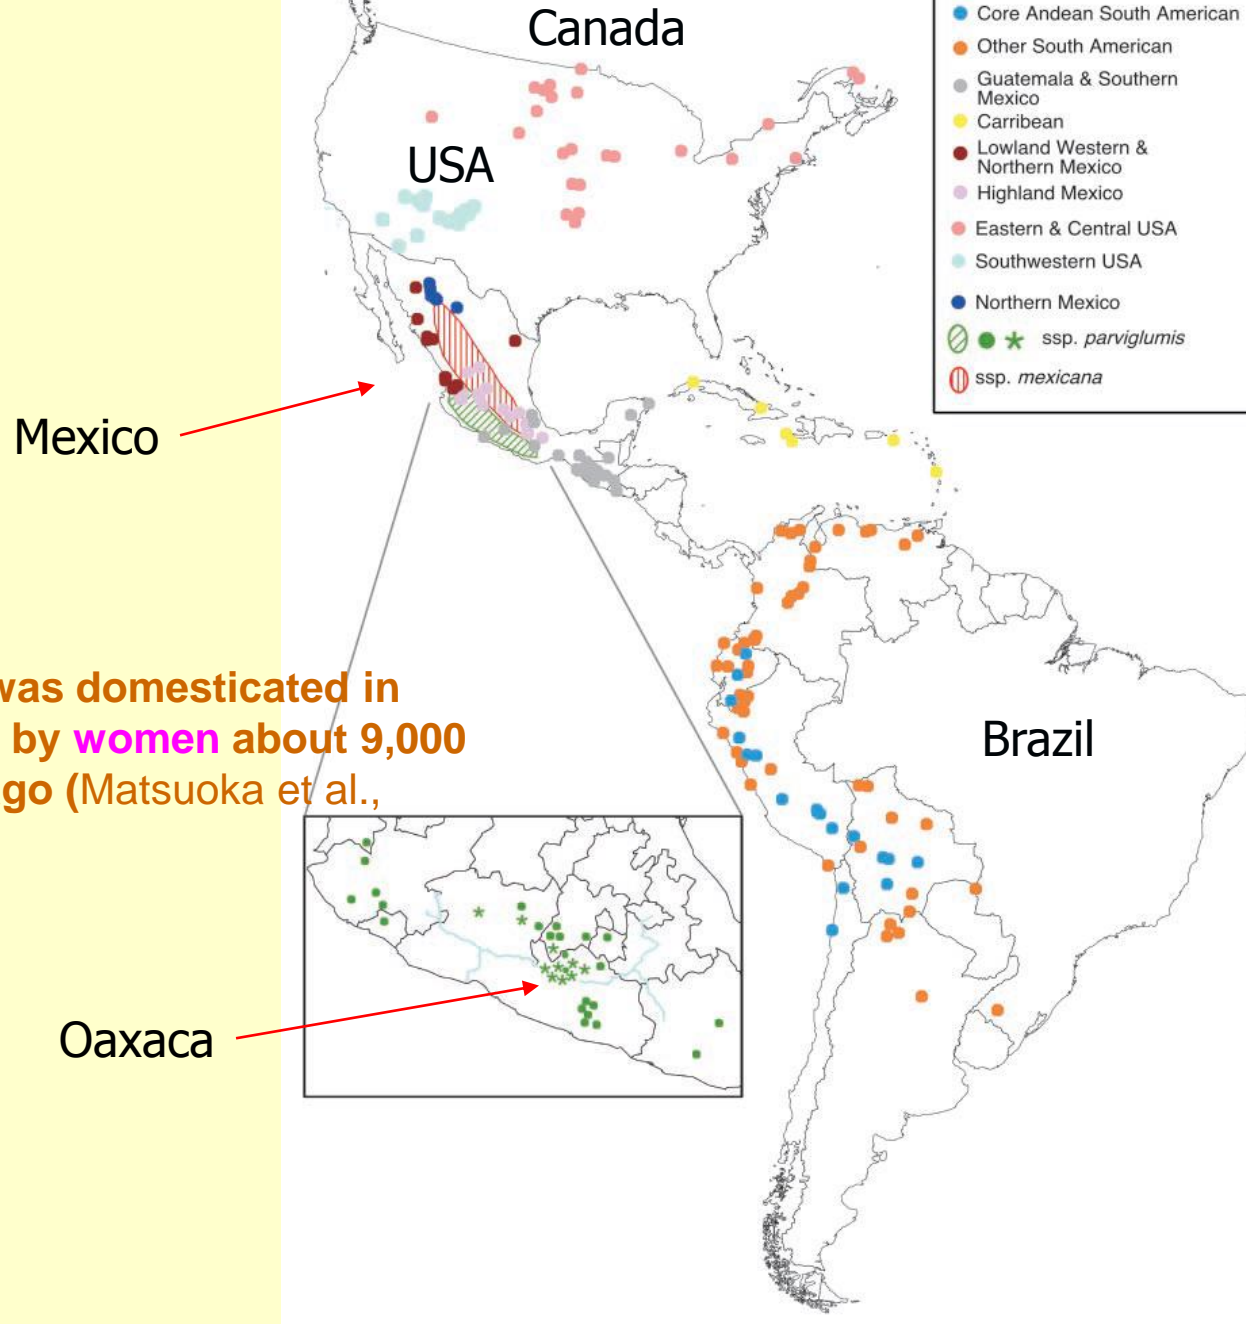 Canada
USA
Mexico
was domesticated in
by women about 9,000
go (Matsuoka et al.,
Oaxaca
Brazil
Core Andean South American
Other South American
Guatemala & Southern
Mexico
Carribean
Lowland Western &
Northern Mexico
Highland Mexico
Eastern & Central USA
Southwestern USA
Northern Mexico
ssp. parviglumis
ssp. mexicana